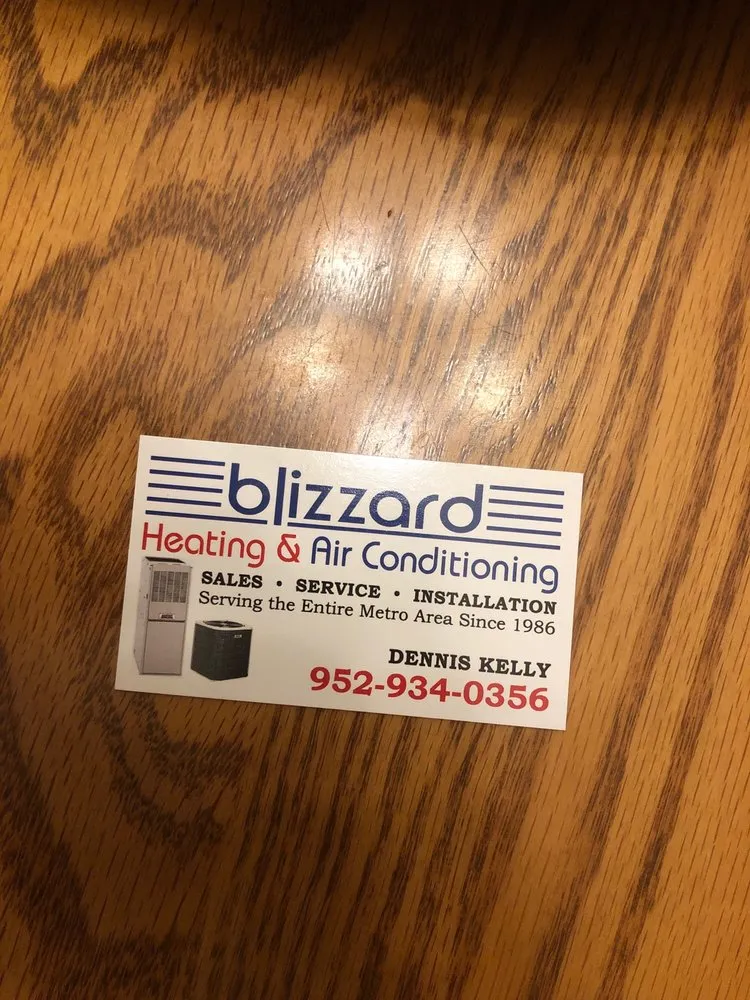 blizzard
Heating & Air Conditioning
SALES • SERVICE • INSTALLATION
Serving the Entire Metro Area Since 1986
DENNIS KELLY
952-934-0356